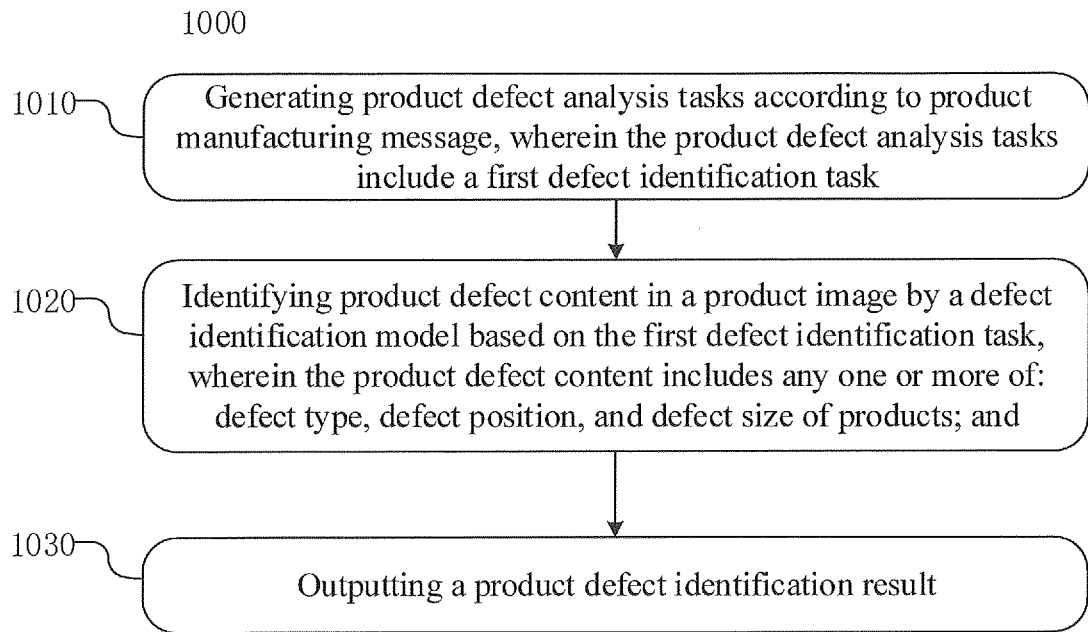 1000
1010
Generating product defect analysis tasks according to product
manufacturing message, wherein the product defect analysis tasks
include a first defect identification task
1020
Identifying product defect content in a product image by a defect
identification model based on the first defect identification task,
wherein the product defect content includes any one or more of:
defect type, defect position, and defect size of products; and
1030
Outputting a product defect identification result